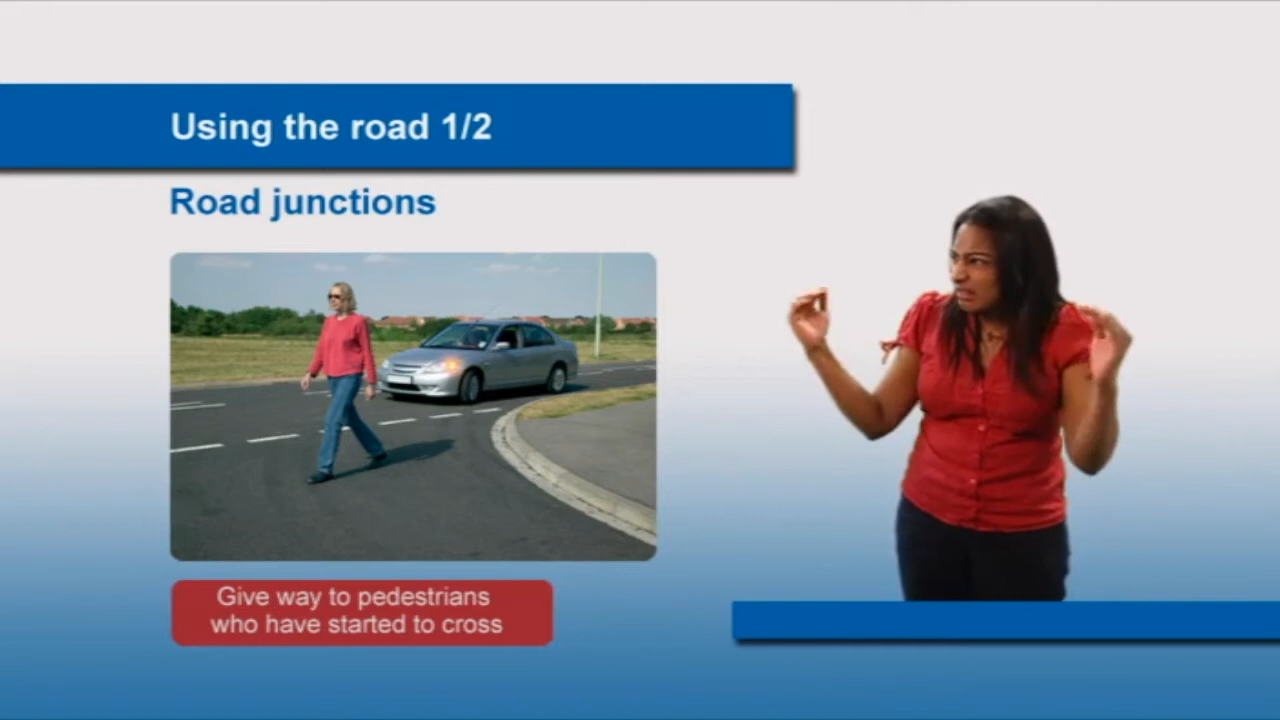 Using the road 1/2
Road junctions
Give way to pedestrians
who have started to cross